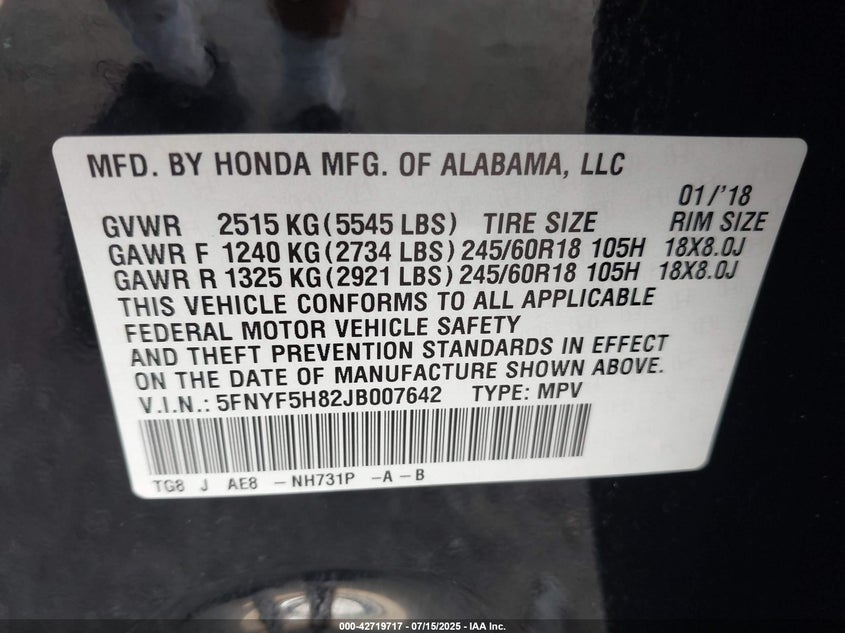 MFD. BY HONDA MFG. OF ALABAMA, LLC
01/'18
GVWR 2515 KG (5545 LBS) TIRE SIZE RIM SIZE
GAWR F 1240 KG (2734 LBS) 245/60R18 105H 18X8.0J
GAWR R 1325 KG (2921 LBS) 245/60R18 105H 18X8.0J
THIS VEHICLE CONFORMS TO ALL APPLICABLE
FEDERAL MOTOR VEHICLE SAFETY
AND THEFT PREVENTION STANDARDS IN EFFECT
ON THE DATE OF MANUFACTURE SHOWN ABOVE.
V.I.N.: 5FNYF5H82JB007642 TYPE: MPV
TG8 J AE8 - NH731P - A - B
000-42719717 - 07/15/2025 - IAA Inc.